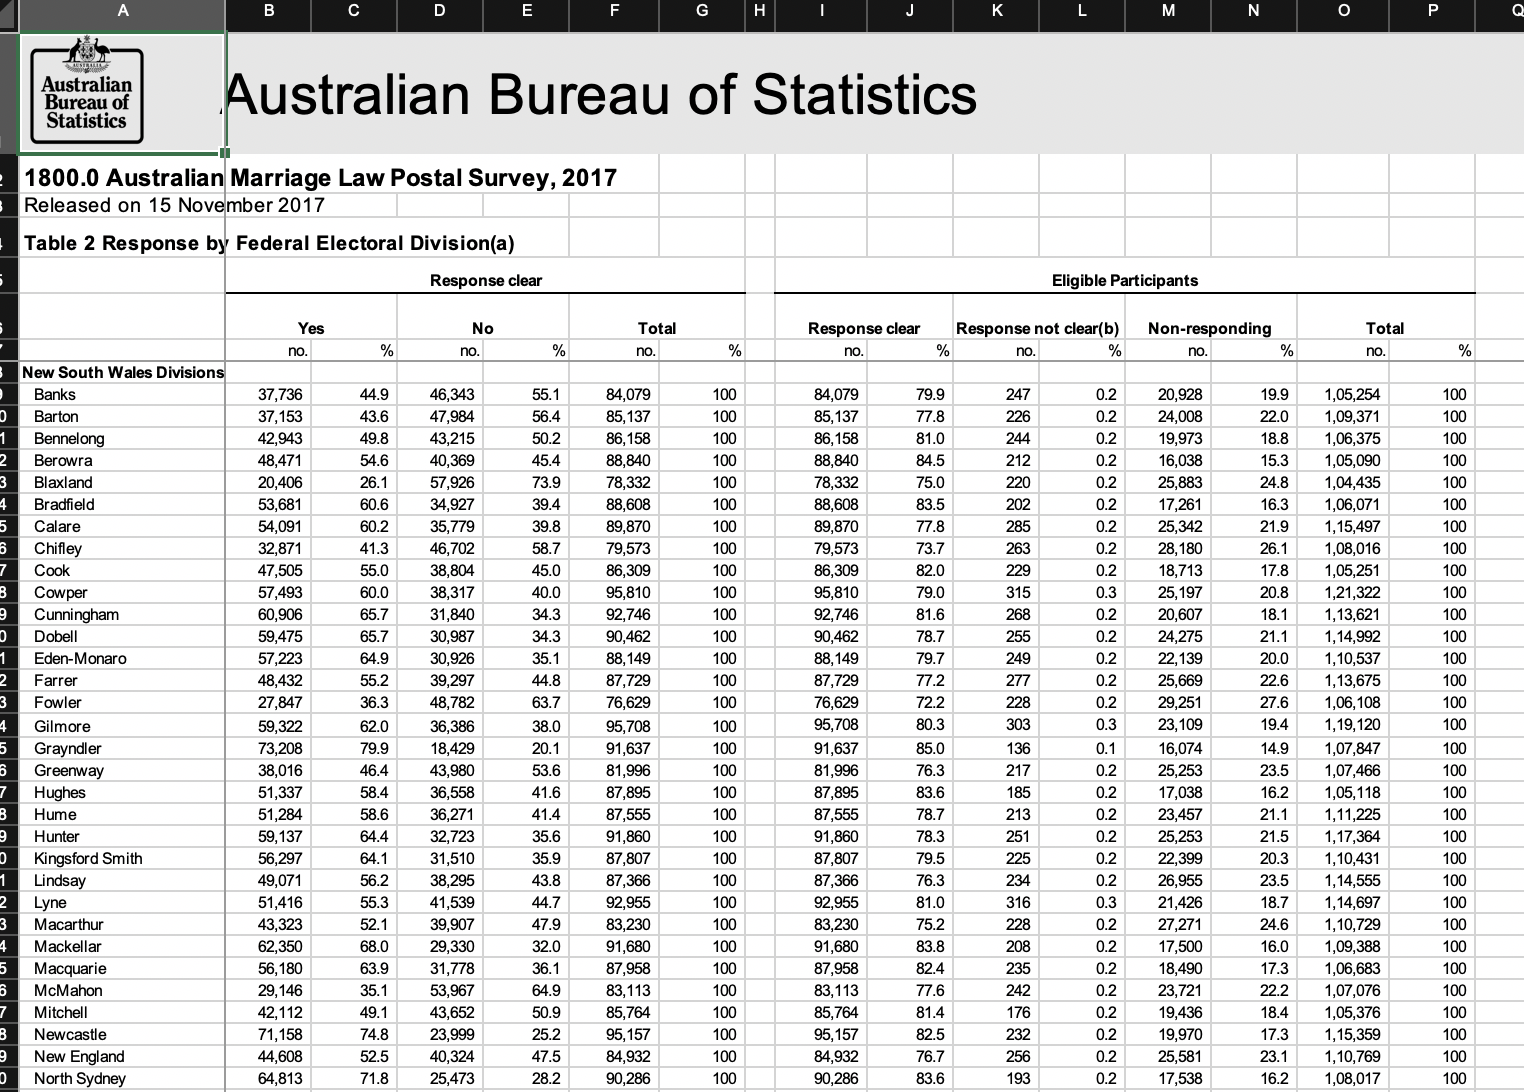 A B C D E F G H I J K L M N O P Q
AUSTRALIA
Australian
Bureau of
Statistics
Australian Bureau of Statistics
1800.0 Australian Marriage Law Postal Survey, 2017
Released on 15 November 2017
Table 2 Response by Federal Electoral Division(a)
Response clear Eligible Participants
Yes No Total Response clear Response not clear(b) Non-responding Total
no. % no. % no. % no. % no. % no. % no. %
New South Wales Divisions
Banks 37,736 44.9 46,343 55.1 84,079 100 84,079 79.9 247 0.2 20,928 19.9 1,05,254 100
Barton 37,153 43.6 47,984 56.4 85,137 100 85,137 77.8 226 0.2 24,008 22.0 1,09,371 100
Bennelong 42,943 49.8 43,215 50.2 86,158 100 86,158 81.0 244 0.2 19,973 18.8 1,06,375 100
Berowra 48,471 54.6 40,369 45.4 88,840 100 88,840 84.5 212 0.2 16,038 15.3 1,05,090 100
Blaxland 20,406 26.1 57,926 73.9 78,332 100 78,332 75.0 220 0.2 25,883 24.8 1,04,435 100
Bradfield 53,681 60.6 34,927 39.4 88,608 100 88,608 83.5 202 0.2 17,261 16.3 1,06,071 100
Calare 54,091 60.2 35,779 39.8 89,870 100 89,870 77.8 285 0.2 25,342 21.9 1,15,497 100
Chifley 32,871 41.3 46,702 58.7 79,573 100 79,573 73.7 263 0.2 28,180 26.1 1,08,016 100
Cook 47,505 55.0 38,804 45.0 86,309 100 86,309 82.0 229 0.2 18,713 17.8 1,05,251 100
Cowper 57,493 60.0 38,317 40.0 95,810 100 95,810 79.0 315 0.3 25,197 20.8 1,21,322 100
Cunningham 60,906 65.7 31,840 34.3 92,746 100 92,746 81.6 268 0.2 20,607 18.1 1,13,621 100
Dobell 59,475 65.7 30,987 34.3 90,462 100 90,462 78.7 255 0.2 24,275 21.1 1,14,992 100
Eden-Monaro 57,223 64.9 30,926 35.1 88,149 100 88,149 79.7 249 0.2 22,139 20.0 1,10,537 100
Farrer 48,432 55.2 39,297 44.8 87,729 100 87,729 77.2 277 0.2 25,669 22.6 1,13,675 100
Fowler 27,847 36.3 48,782 63.7 76,629 100 76,629 72.2 228 0.2 29,251 27.6 1,06,108 100
Gilmore 59,322 62.0 36,386 38.0 95,708 100 95,708 80.3 303 0.3 23,109 19.4 1,19,120 100
Grayndler 73,208 79.9 18,429 20.1 91,637 100 91,637 85.0 136 0.1 16,074 14.9 1,07,847 100
Greenway 38,016 46.4 43,980 53.6 81,996 100 81,996 76.3 217 0.2 25,253 23.5 1,07,466 100
Hughes 51,337 58.4 36,558 41.6 87,895 100 87,895 83.6 185 0.2 17,038 16.2 1,05,118 100
Hume 51,284 58.6 36,271 41.4 87,555 100 87,555 78.7 213 0.2 23,457 21.1 1,11,225 100
Hunter 59,137 64.4 32,723 35.6 91,860 100 91,860 78.3 251 0.2 25,253 21.5 1,17,364 100
Kingsford Smith 56,297 64.1 31,510 35.9 87,807 100 87,807 79.5 225 0.2 22,399 20.3 1,10,431 100
Lindsay 49,071 56.2 38,295 43.8 87,366 100 87,366 76.3 234 0.2 26,955 23.5 1,14,555 100
Lyne 51,416 55.3 41,539 44.7 92,955 100 92,955 81.0 316 0.3 21,426 18.7 1,14,697 100
Macarthur 43,323 52.1 39,907 47.9 83,230 100 83,230 75.2 228 0.2 27,271 24.6 1,10,729 100
Mackellar 62,350 68.0 29,330 32.0 91,680 100 91,680 83.8 208 0.2 17,500 16.0 1,09,388 100
Macquarie 56,180 63.9 31,778 36.1 87,958 100 87,958 82.4 235 0.2 18,490 17.3 1,06,683 100
McMahon 29,146 35.1 53,967 64.9 83,113 100 83,113 77.6 242 0.2 23,721 22.2 1,07,076 100
Mitchell 42,112 49.1 43,652 50.9 85,764 100 85,764 81.4 176 0.2 19,436 18.4 1,05,376 100
Newcastle 71,158 74.8 23,999 25.2 95,157 100 95,157 82.5 232 0.2 19,970 17.3 1,15,359 100
New England 44,608 52.5 40,324 47.5 84,932 100 84,932 76.7 256 0.2 25,581 23.1 1,10,769 100
North Sydney 64,813 71.8 25,473 28.2 90,286 100 90,286 83.6 193 0.2 17,538 16.2 1,08,017 100